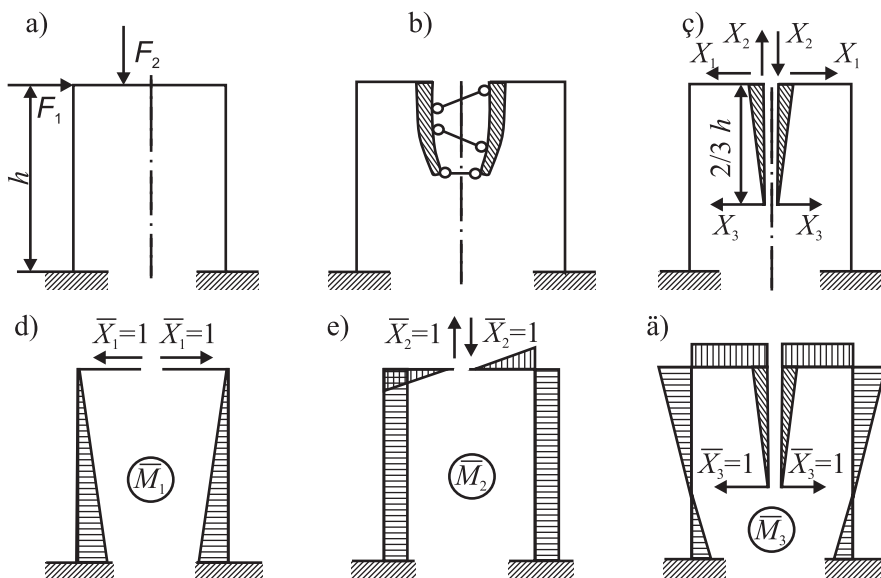 a)
F₂
F₁
h
b)
ç)
X₂ X₂
X₁ X₁
2/3 h
X₃ X₃
d)
X̅₁=1 X̅₁=1
M̅₁
e)
X̅₂=1 X̅₂=1
M̅₂
ä)
X̅₃=1 X̅₃=1
M̅₃